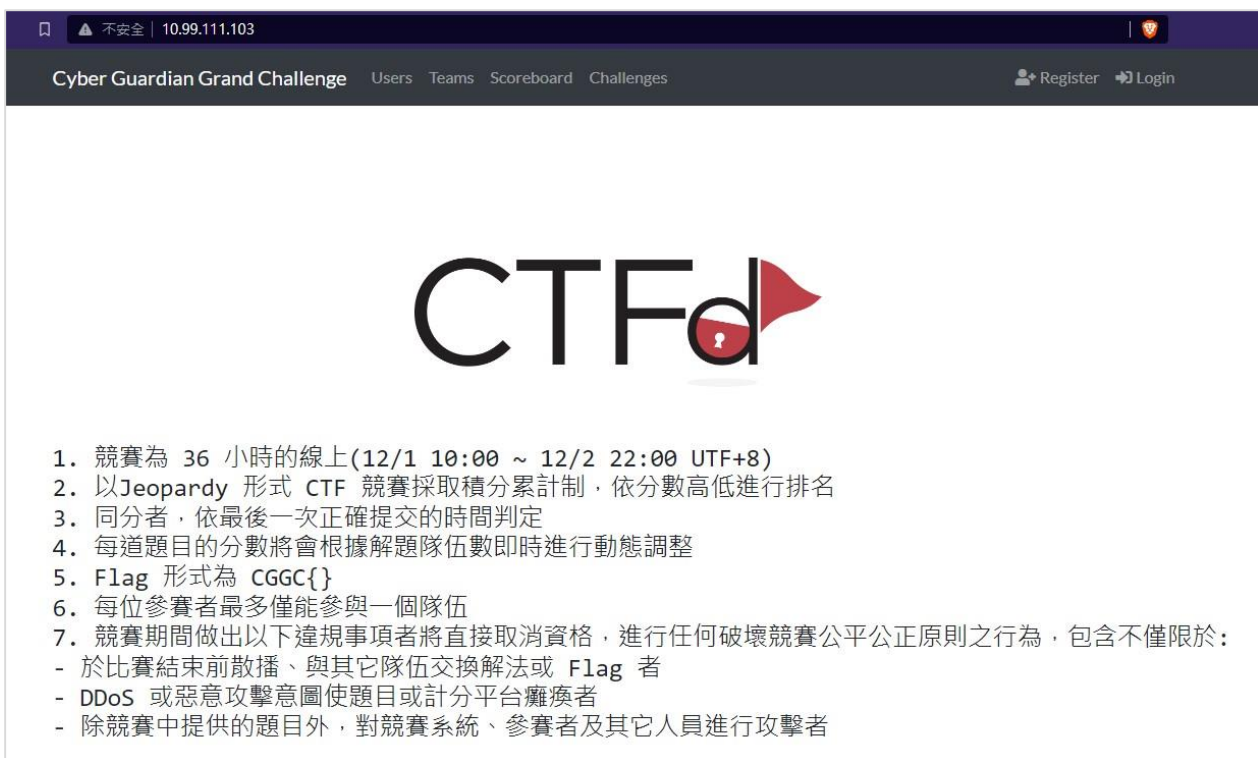 不安全 | 10.99.111.103
Cyber Guardian Grand Challenge Users Teams Scoreboard Challenges Register Login
CTFd
1. 競賽為 36 小時的線上(12/1 10:00 ~ 12/2 22:00 UTF+8)
2. 以Jeopardy 形式 CTF 競賽採取積分累計制，依分數高低進行排名
3. 同分者，依最後一次正確提交的時間判定
4. 每道題目的分數將會根據解題隊伍數即時進行動態調整
5. Flag 形式為 CGGC{}
6. 每位參賽者最多僅能參與一個隊伍
7. 競賽期間做出以下違規事項者將直接取消資格，進行任何破壞競賽公平公正原則之行為，包含不僅限於:
- 於比賽結束前散播、與其它隊伍交換解法或 Flag 者
- DDoS 或惡意攻擊意圖使題目或計分平台癱瘓者
- 除競賽中提供的題目外，對競賽系統、參賽者及其它人員進行攻擊者